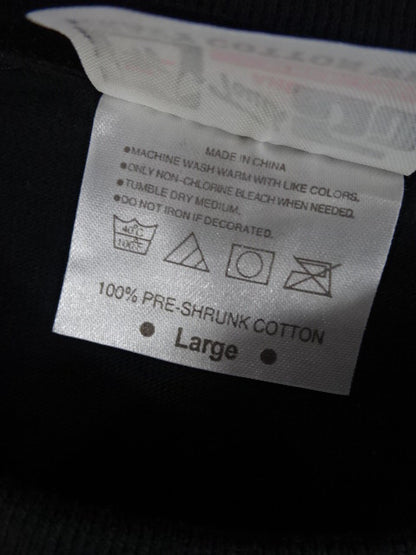 MADE IN CHINA
•MACHINE WASH WARM WITH LIKE COLORS.
•ONLY NON-CHLORINE BLEACH WHEN NEEDED.
•TUMBLE DRY MEDIUM.
•DO NOT IRON IF DECORATED.
40°C
100% PRE-SHRUNK COTTON
• Large •